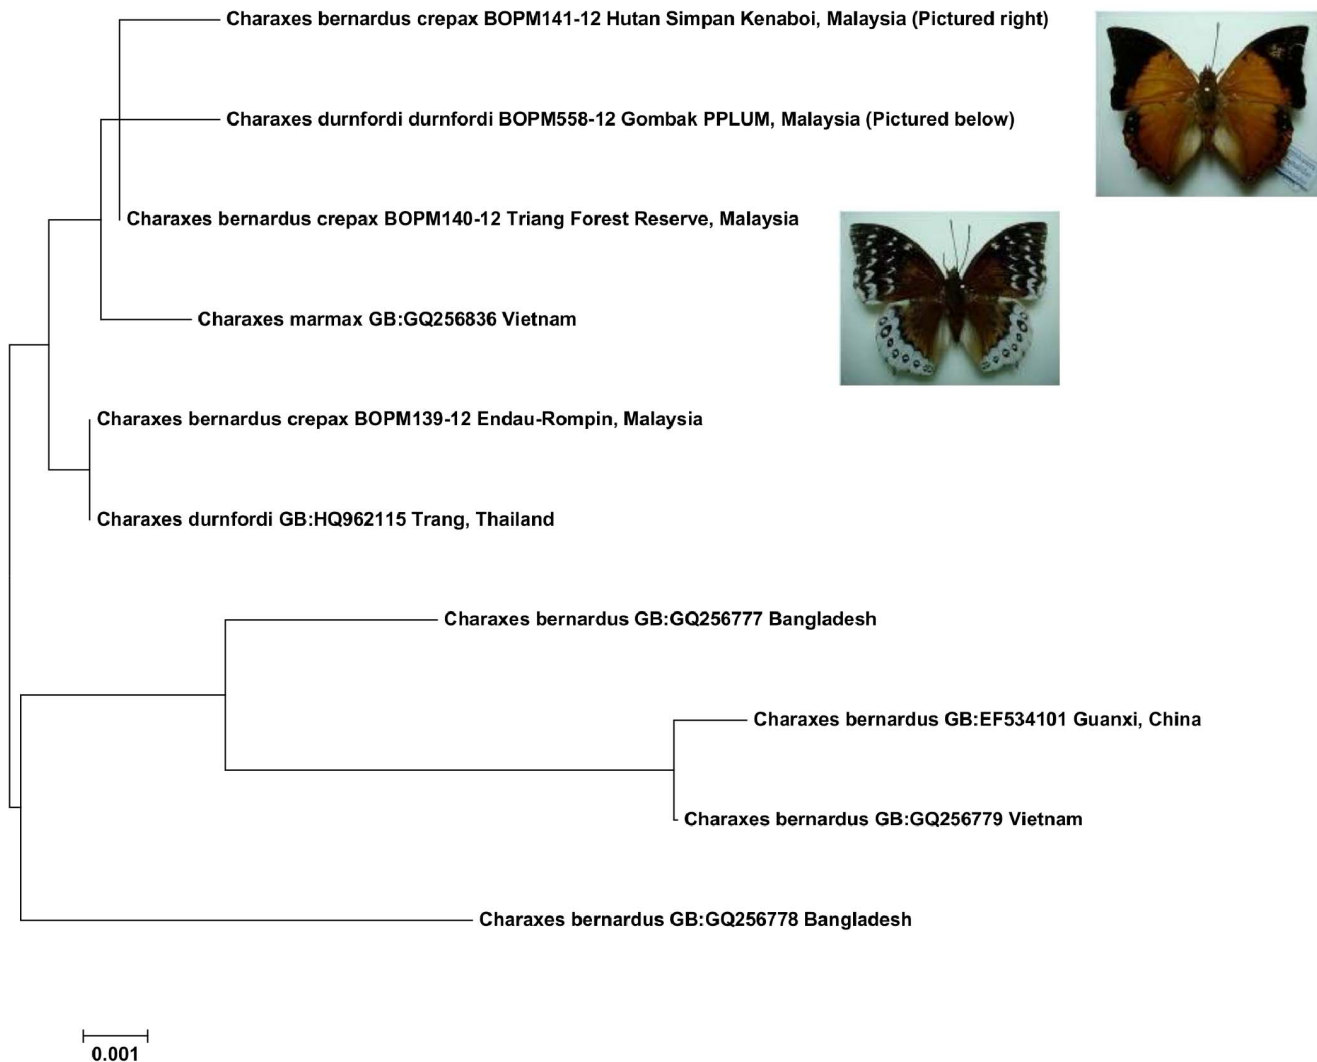 Charaxes bernardus crepax BOPM141-12 Hutan Simpan Kenaboi, Malaysia (Pictured right)
Charaxes durnfordi durnfordi BOPM558-12 Gombak PPLUM, Malaysia (Pictured below)
Charaxes bernardus crepax BOPM140-12 Triang Forest Reserve, Malaysia
Charaxes marmax GB:GQ256836 Vietnam
Charaxes bernardus crepax BOPM139-12 Endau-Rompin, Malaysia
Charaxes durnfordi GB:HQ962115 Trang, Thailand
Charaxes bernardus GB:GQ256777 Bangladesh
Charaxes bernardus GB:EF534101 Guanxi, China
Charaxes bernardus GB:GQ256779 Vietnam
Charaxes bernardus GB:GQ256778 Bangladesh
0.001